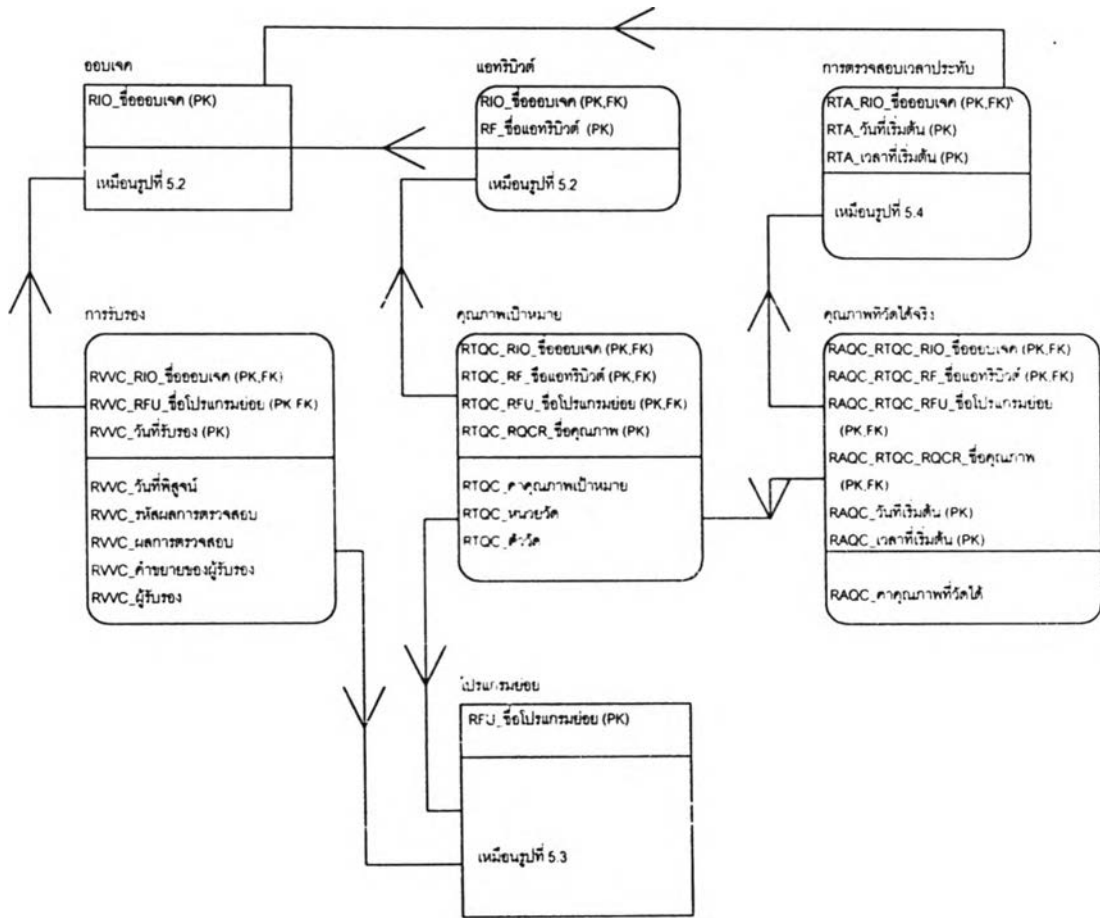 ออบเจค
RIO_ชื่อออบเจค (PK)
เหมือนรูปที่ 5.2
แอทริบิวต์
RIO_ชื่อออบเจค (PK,FK)
RF_ชื่อแอทริบิวต์ (PK)
เหมือนรูปที่ 5.2
การตรวจสอบเวลาประทับ
RTA_RIO_ชื่อออบเจค (PK,FK)
RTA_วันที่เริ่มต้น (PK)
RTA_เวลาที่เริ่มต้น (PK)
เหมือนรูปที่ 5.4
การรับรอง
RVVC_RIO_ชื่อออบเจค (PK,FK)
RVVC_RFU_ชื่อโปรแกรมย่อย (PK FK)
RVVC_วันที่รับรอง (PK)
RVVC_วันที่พิสูจน์
RVVC_รหัสผลการตรวจสอบ
RVVC_ผลการตรวจสอบ
RVVC_คำขยายของผู้รับรอง
RVVC_ผู้รับรอง
คุณภาพเป้าหมาย
RTQC_RIO_ชื่อออบเจค (PK,FK)
RTQC_RF_ชื่อแอทริบิวต์ (PK,FK)
RTQC_RFU_ชื่อโปรแกรมย่อย (PK,FK)
RTQC_RQCR_ชื่อคุณภาพ (PK)
RTQC_ค่าคุณภาพเป้าหมาย
RTQC_หน่วยวัด
RTQC_ตัววัด
คุณภาพที่วัดได้จริง
RAQC_RTQC_RIO_ชื่อออบเจค (PK,FK)
RAQC_RTQC_RF_ชื่อแอทริบิวต์ (PK,FK)
RAQC_RTQC_RFU_ชื่อโปรแกรมย่อย
(PK,FK)
RAQC_RTQC_RQCR_ชื่อคุณภาพ
(PK,FK)
RAQC_วันที่เริ่มต้น (PK)
RAQC_เวลาที่เริ่มต้น (PK)
RAQC_ค่าคุณภาพที่วัดได้
โปรแกรมย่อย
RFU_ชื่อโปรแกรมย่อย (PK)
เหมือนรูปที่ 5.3